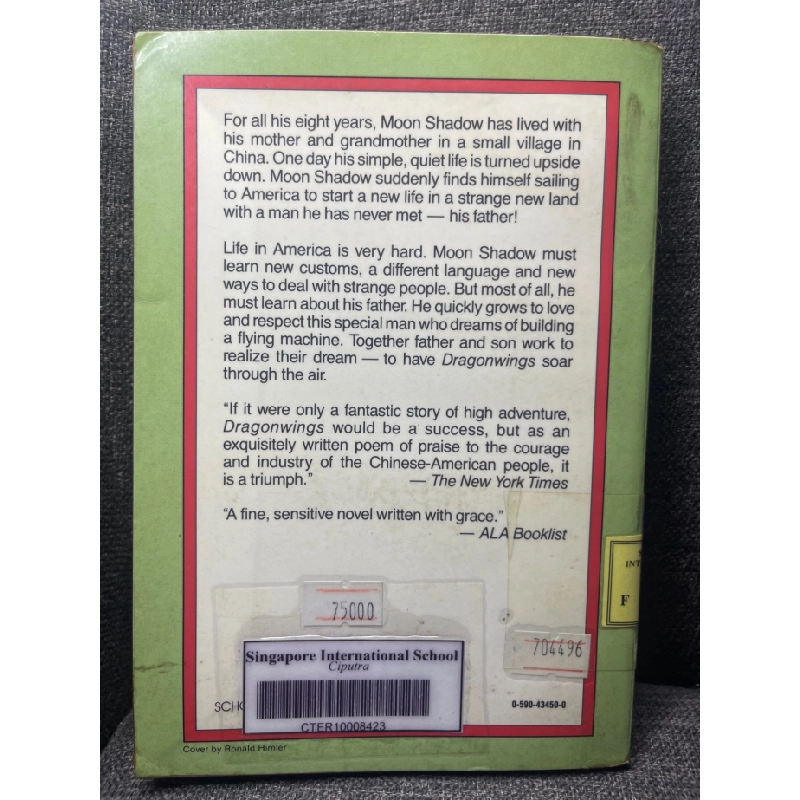 For all his eight years, Moon Shadow has lived with
his mother and grandmother in a small village in
China. One day his simple, quiet life is turned upside
down. Moon Shadow suddenly finds himself sailing
to America to start a new life in a strange new land
with a man he has never met — his father!
Life in America is very hard. Moon Shadow must
learn new customs, a different language and new
ways to deal with strange people. But most of all, he
must learn about his father. He quickly grows to love
and respect this special man who dreams of building
a flying machine. Together father and son work to
realize their dream — to have Dragonwings soar
through the air.
"If it were only a fantastic story of high adventure,
Dragonwings would be a success, but as an
exquisitely written poem of praise to the courage
and industry of the Chinese-American people, it
is a triumph." — The New York Times
"A fine, sensitive novel written with grace."
— ALA Booklist
INT
F
75000
704496
Singapore International School
Ciputra
CTER10008423
0-590-43450-0
Cover by Ronald Himler